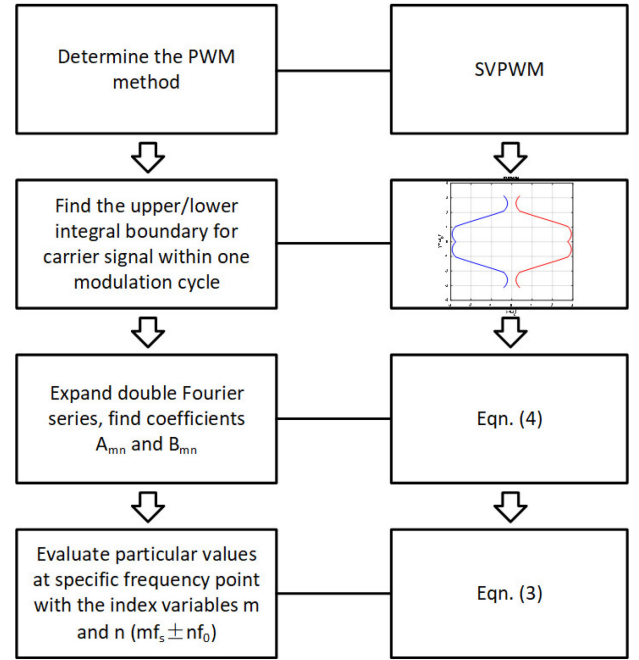 Determine the PWM
method
SVPWM
Find the upper/lower
integral boundary for
carrier signal within one
modulation cycle
Expand double Fourier
series, find coefficients
Amn and Bmn
Eqn. (4)
Evaluate particular values
at specific frequency point
with the index variables m
and n (mfs±nf0)
Eqn. (3)